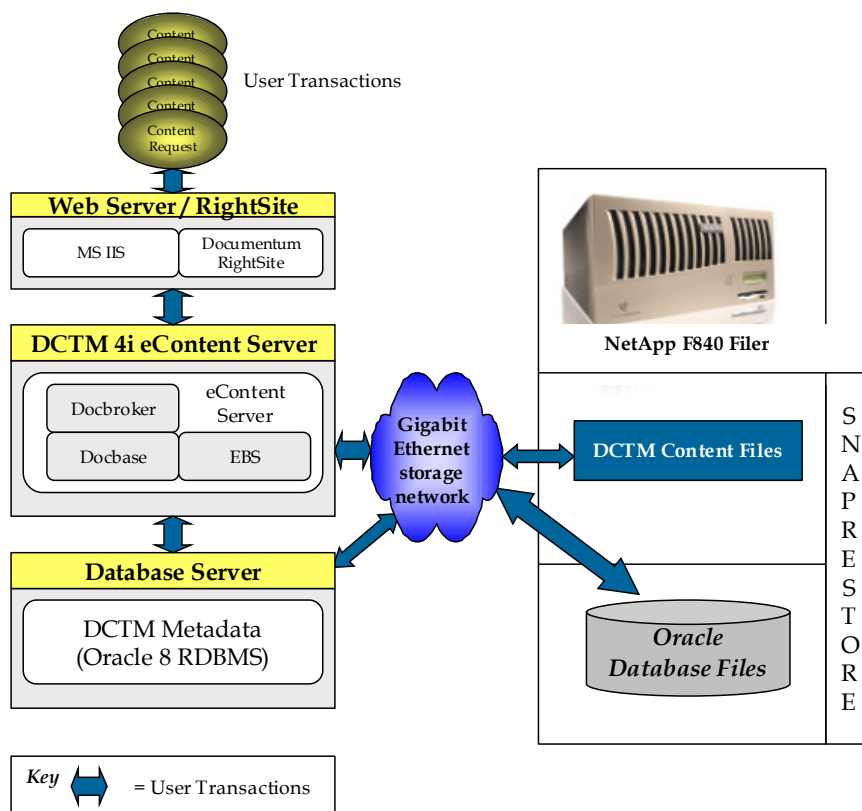 Content
Content
Content
Content
Content
Request
User Transactions
Web Server / RightSite
MS IIS
Documentum
RightSite
DCTM 4i eContent Server
eContent
Server
Docbroker
Docbase
EBS
Database Server
DCTM Metadata
(Oracle 8 RDBMS)
Gigabit
Ethernet
storage
network
NetApp F840 Filer
DCTM Content Files
Oracle
Database Files
S
N
A
P
R
E
S
T
O
R
E
Key
= User Transactions